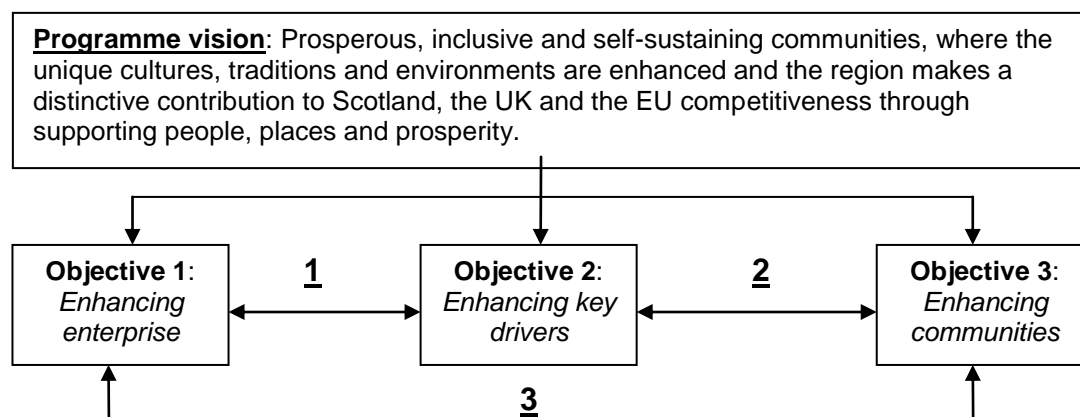 Programme vision: Prosperous, inclusive and self-sustaining communities, where the
unique cultures, traditions and environments are enhanced and the region makes a
distinctive contribution to Scotland, the UK and the EU competitiveness through
supporting people, places and prosperity.
Objective 1:
Enhancing
enterprise
1
Objective 2:
Enhancing key
drivers
2
Objective 3:
Enhancing
communities
3